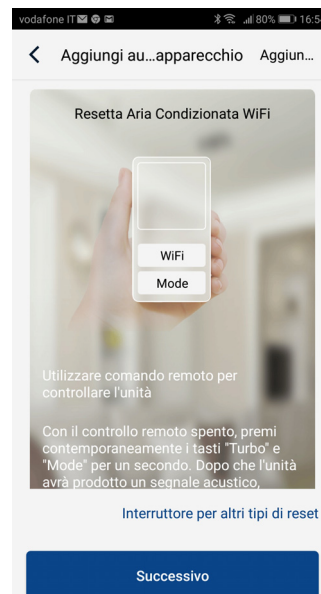 vodafone IT 80% 16:54
Aggiungi au...apparecchio Aggiun...
Resetta Aria Condizionata WiFi
WiFi
Mode
Utilizzare comando remoto per
controllare l'unità
Con il controllo remoto spento, premi
contemporaneamente i tasti "Turbo" e
"Mode" per un secondo. Dopo che l'unità
avrà prodotto un segnale acustico,
Interruttore per altri tipi di reset
Successivo